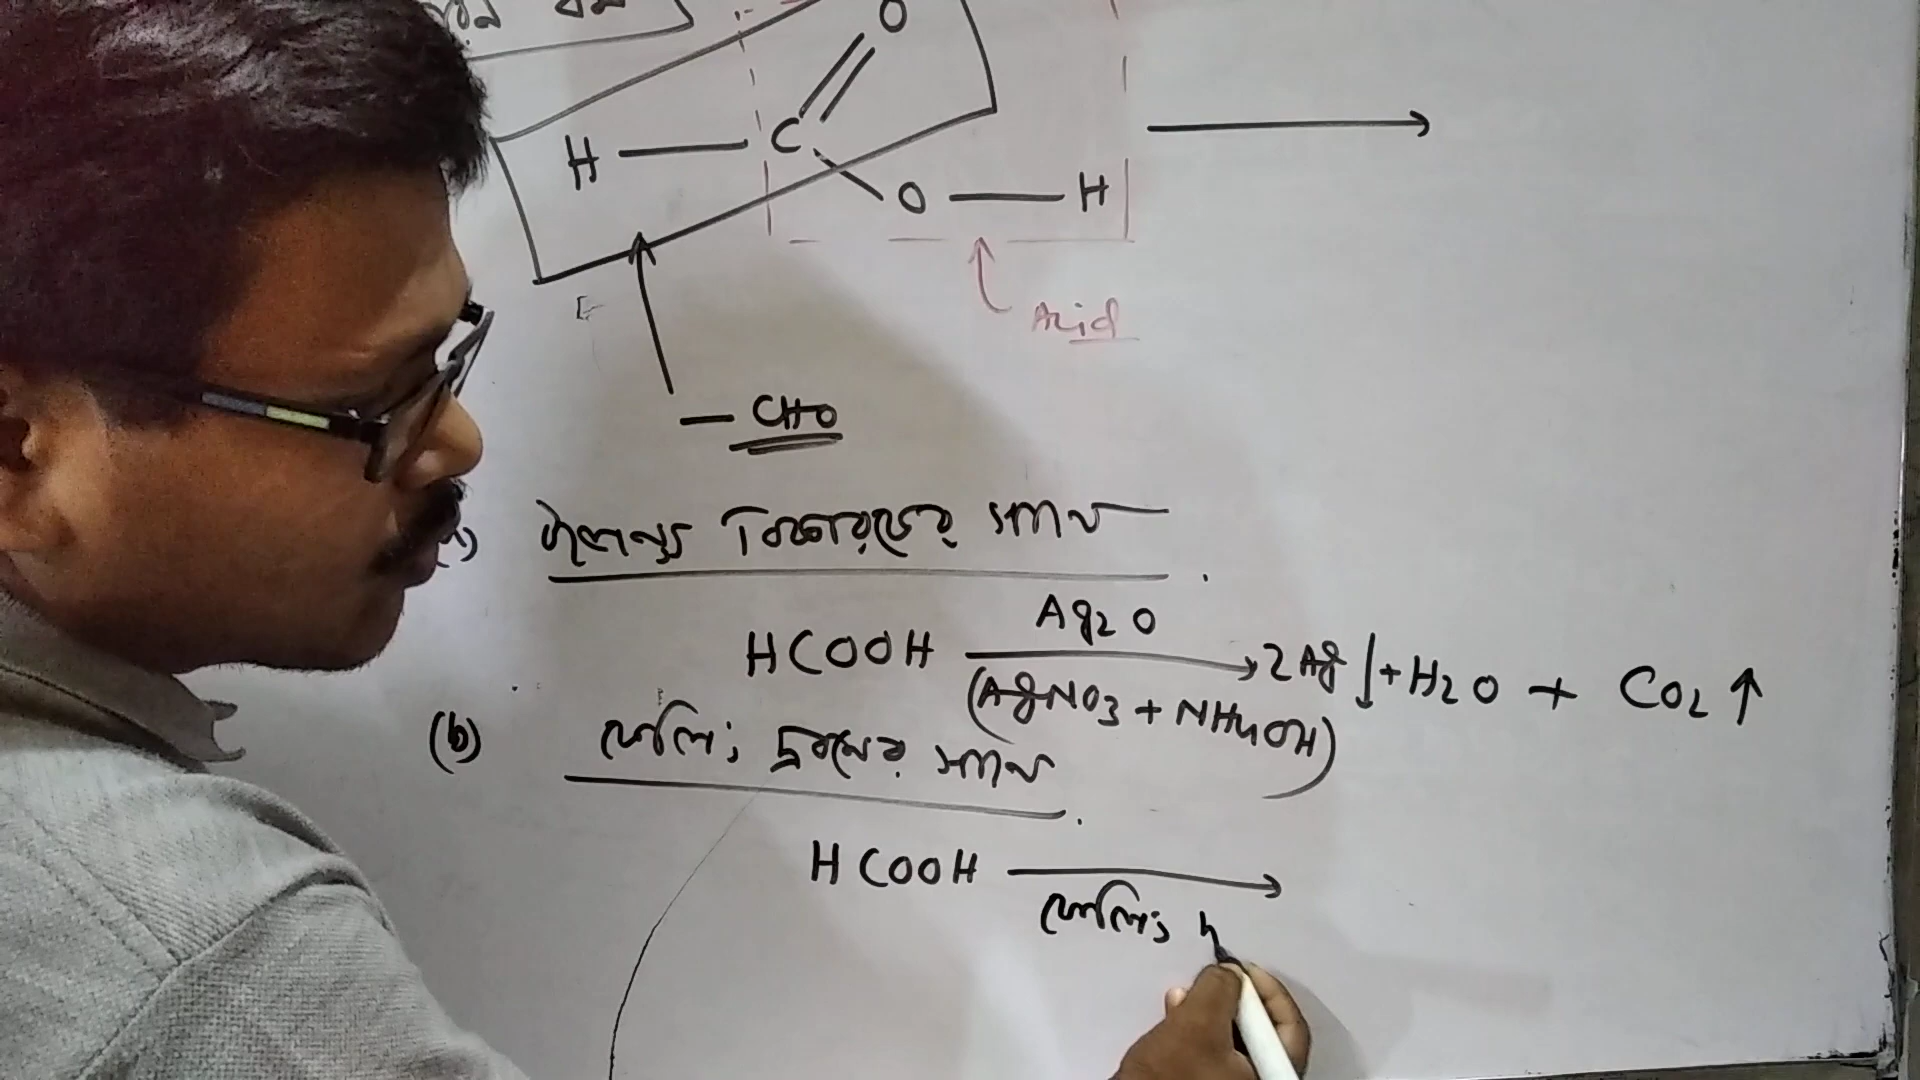 O
H — C
O — H
Acid
— CHO
টলেন্স বিকারকের সাথে
Ag2O
HCOOH → 2Ag↓ + H2O + CO2↑
(AgNO3 + NH4OH)
(b) ফেলিং দ্রবণের সাথে
HCOOH →
ফেলিং